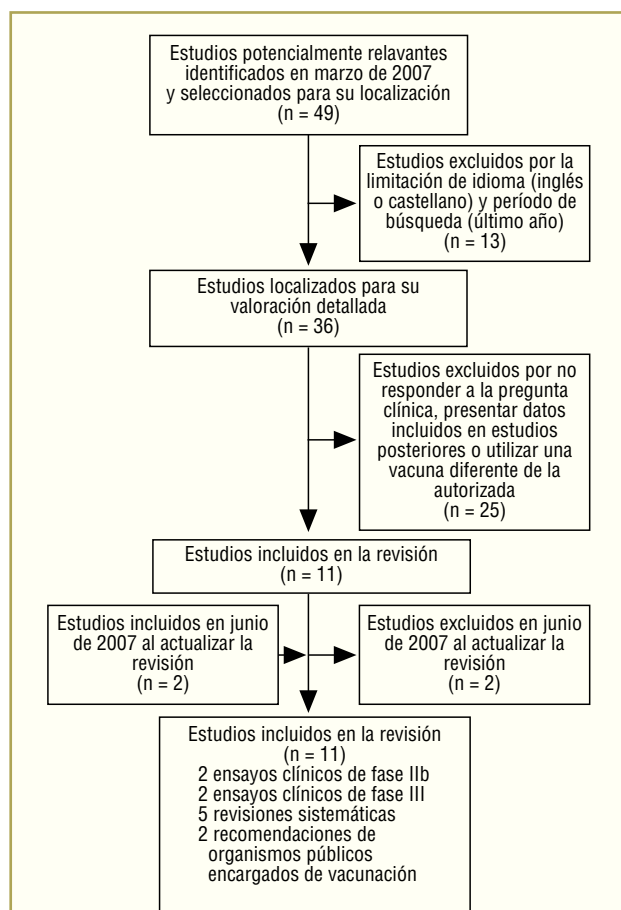 Estudios potencialmente relavantes
identificados en marzo de 2007
y seleccionados para su localización
(n = 49)
Estudios excluidos por la
limitación de idioma (inglés
o castellano) y período de
búsqueda (último año)
(n = 13)
Estudios localizados para su
valoración detallada
(n = 36)
Estudios excluidos por no
responder a la pregunta
clínica, presentar datos
incluidos en estudios
posteriores o utilizar una
vacuna diferente de la
autorizada
(n = 25)
Estudios incluidos en la revisión
(n = 11)
Estudios incluidos en junio
de 2007 al actualizar la
revisión
(n = 2)
Estudios excluidos en junio
de 2007 al actualizar la
revisión
(n = 2)
Estudios incluidos en la revisión
(n = 11)
2 ensayos clínicos de fase IIb
2 ensayos clínicos de fase III
5 revisiones sistemáticas
2 recomendaciones de
organismos públicos
encargados de vacunación